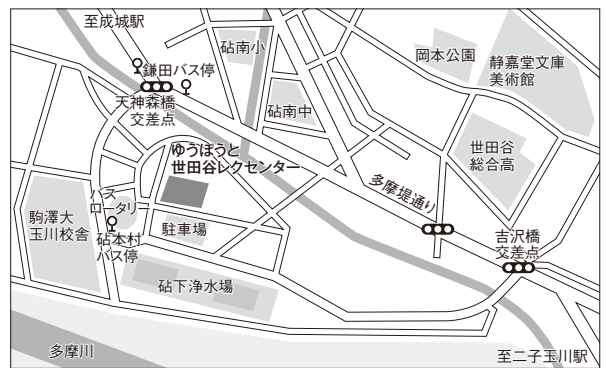 至成城駅
砧南小
岡本公園
静嘉堂文庫
美術館
鎌田バス停
天神森橋
交差点
砧南中
ゆうぽうと
世田谷レクセンター
世田谷
総合高
多摩堤通り
バス
ロータリー
駒澤大
玉川校舎
砧本村
バス停
駐車場
吉沢橋
交差点
砧下浄水場
多摩川
至二子玉川駅